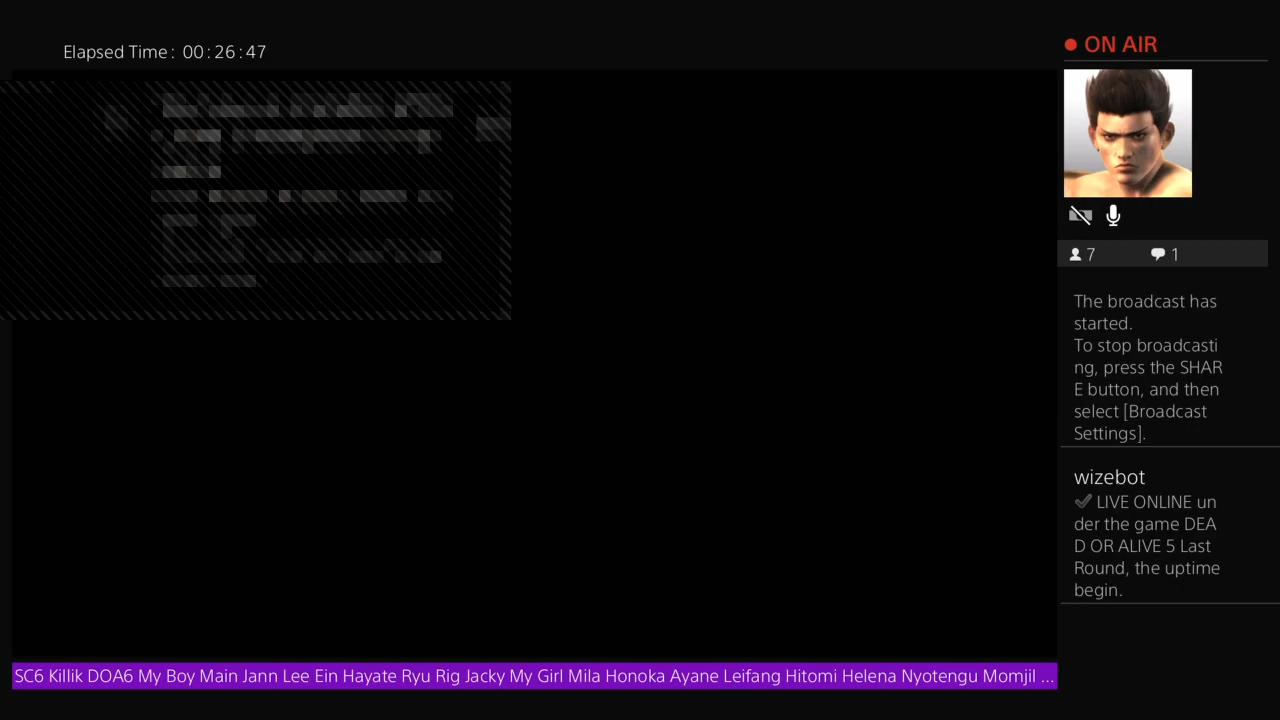 Elapsed Time: 00:26:47
ON AIR
7
1
The broadcast has
started.
To stop broadcasti
ng, press the SHAR
E button, and then
select [Broadcast
Settings].
wizebot
LIVE ONLINE un
der the game DEA
D OR ALIVE 5 Last
Round, the uptime
begin.
SC6 Killik DOA6 My Boy Main Jann Lee Ein Hayate Ryu Rig Jacky My Girl Mila Honoka Ayane Leifang Hitomi Helena Nyotengu Momjil ...